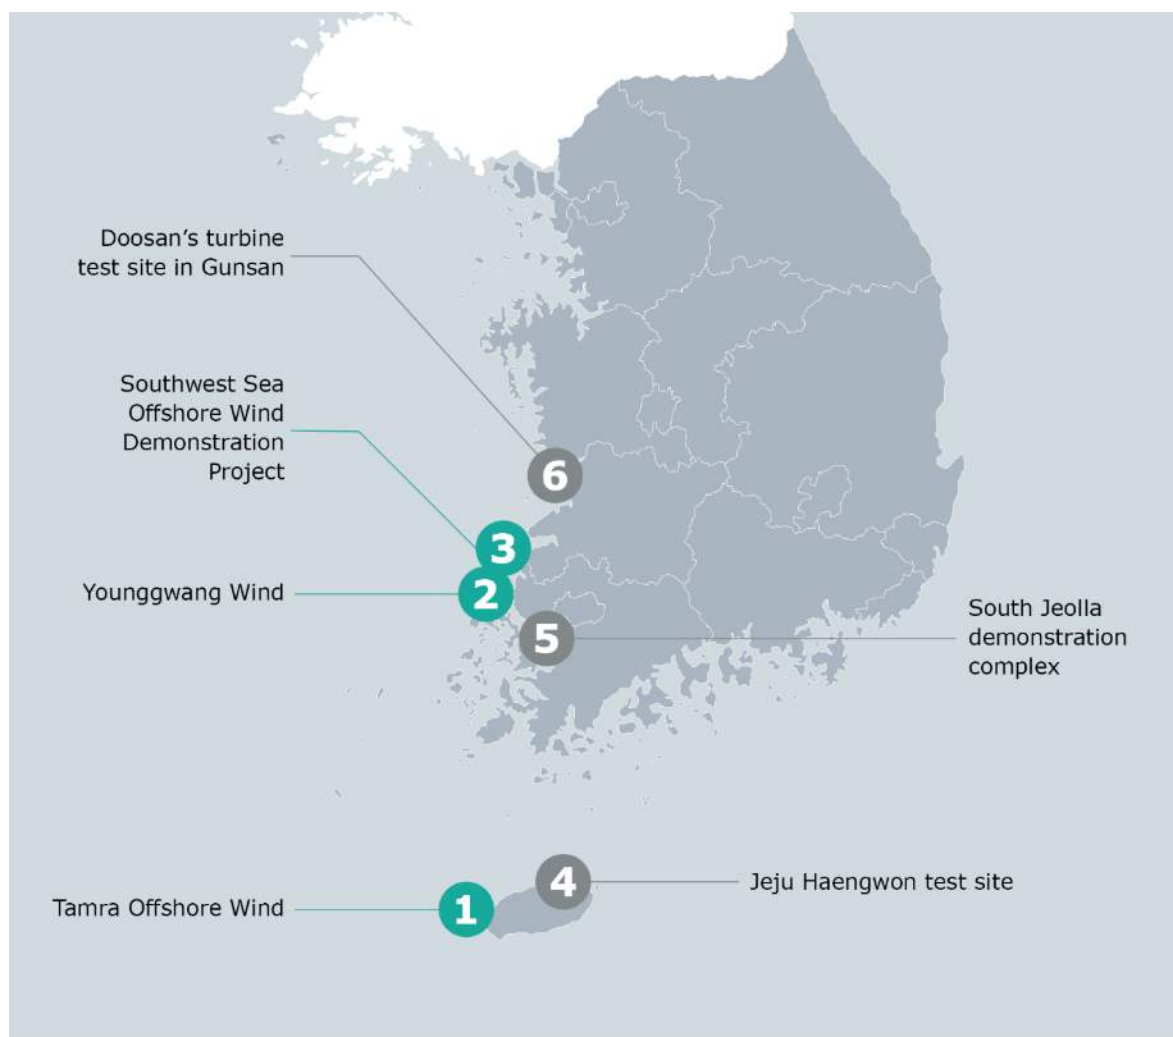 Doosan's turbine
test site in Gunsan
6
Southwest Sea
Offshore Wind
Demonstration
Project
3
Younggwang Wind
2
5
South Jeolla
demonstration
complex
4
Jeju Haengwon test site
Tamra Offshore Wind
1